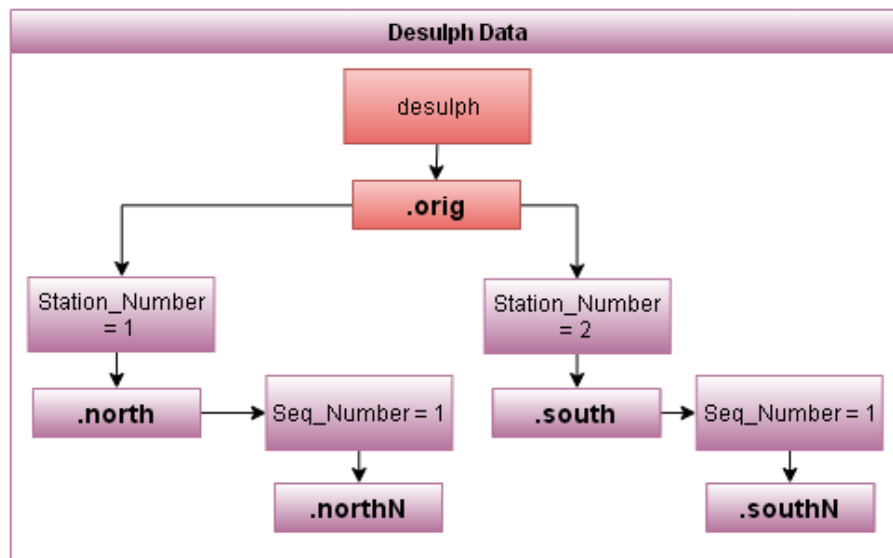 Desulph Data
desulph
.orig
Station_Number
= 1
Station_Number
= 2
.north
Seq_Number = 1
.south
Seq_Number = 1
.northN
.southN